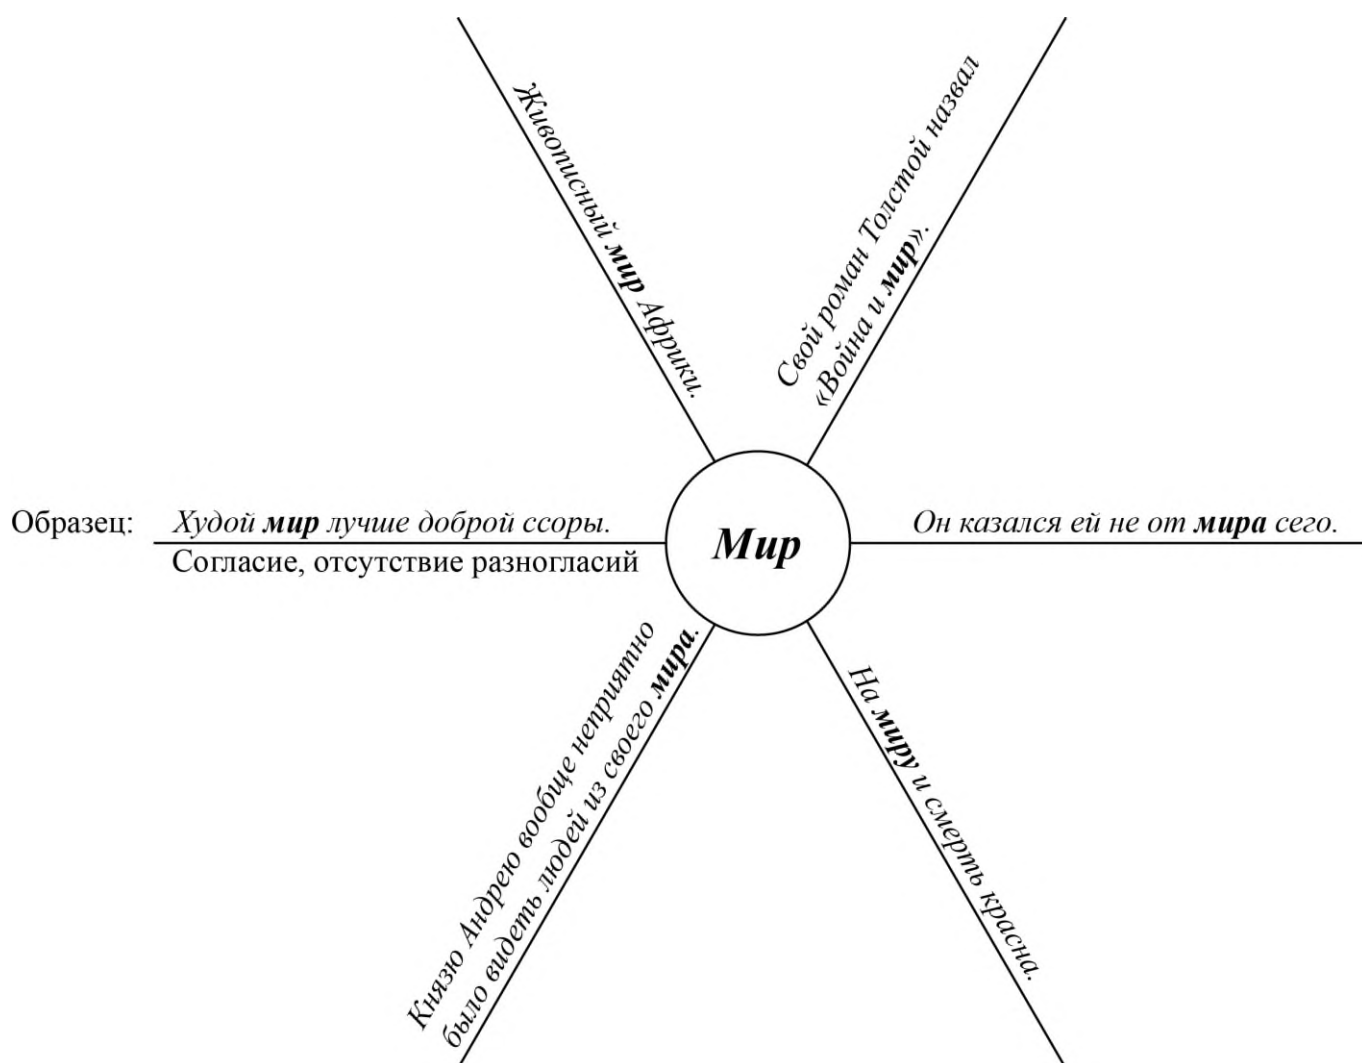 Живописный мир Африки.
Свой роман Толстой назвал
«Война и мир».
Образец:
Худой мир лучше доброй ссоры.
Согласие, отсутствие разногласий
Мир
Он казался ей не от мира сего.
Князю Андрею вообще неприятно
было видеть людей из своего мира.
На миру и смерть красна.